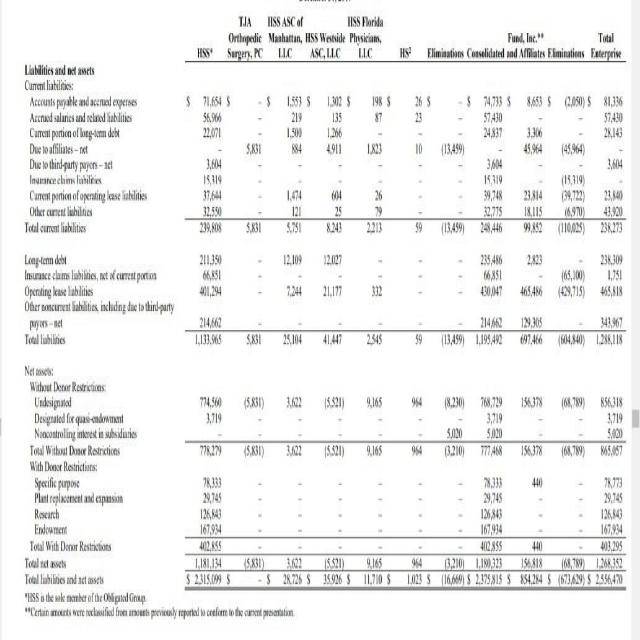 TJA HSS ASC of HSS Florida
Orthopedic Manhattan, HSS Westside Physicians, Fund, Inc.** Total
HSS* Surgery, PC LLC ASC, LLC LLC HS² Eliminations Consolidated and Affiliates Eliminations Enterprise
Liabilities and net assets
Current liabilities:
Accounts payable and accrued expenses $ 71,654 $ - $ 1,553 $ 1,302 $ 198 $ 26 $ - $ 74,733 $ 8,653 $ (2,050) $ 81,336
Accrued salaries and related liabilities 56,966 - 219 135 87 23 - 57,430 - - 57,430
Current portion of long-term debt 22,071 - 1,500 1,266 - - - 24,837 3,306 - 28,143
Due to affiliates – net - 5,831 884 4,911 1,823 10 (13,459) - 45,964 (45,964) -
Due to third-party payors – net 3,604 - - - - - - 3,604 - - 3,604
Insurance claims liabilities 15,319 - - - - - - 15,319 - (15,319) -
Current portion of operating lease liabilities 37,644 - 1,474 604 26 - - 39,748 23,814 (39,722) 23,840
Other current liabilities 32,550 - 121 25 79 - - 32,775 18,115 (6,970) 43,920
Total current liabilities 239,808 5,831 5,751 8,243 2,213 59 (13,459) 248,446 99,852 (110,025) 238,273
Long-term debt 211,350 - 12,109 12,027 - - - 235,486 2,823 - 238,309
Insurance claims liabilities, net of current portion 66,851 - - - - - - 66,851 - (65,100) 1,751
Operating lease liabilities 401,294 - 7,244 21,177 332 - - 430,047 465,486 (429,715) 465,818
Other noncurrent liabilities, including due to third-party
payors – net 214,662 - - - - - - 214,662 129,305 - 343,967
Total liabilities 1,133,965 5,831 25,104 41,447 2,545 59 (13,459) 1,195,492 697,466 (604,840) 1,288,118
Net assets:
Without Donor Restrictions:
Undesignated 774,560 (5,831) 3,622 (5,521) 9,165 964 (8,230) 768,729 156,378 (68,789) 856,318
Designated for quasi-endowment 3,719 - - - - - - 3,719 - - 3,719
Noncontrolling interest in subsidiaries - - - - - - 5,020 5,020 - - 5,020
Total Without Donor Restrictions 778,279 (5,831) 3,622 (5,521) 9,165 964 (3,210) 777,468 156,378 (68,789) 865,057
With Donor Restrictions:
Specific purpose 78,333 - - - - - - 78,333 440 - 78,773
Plant replacement and expansion 29,745 - - - - - - 29,745 - - 29,745
Research 126,843 - - - - - - 126,843 - - 126,843
Endowment 167,934 - - - - - - 167,934 - - 167,934
Total With Donor Restrictions 402,855 - - - - - - 402,855 440 - 403,295
Total net assets 1,181,134 (5,831) 3,622 (5,521) 9,165 964 (3,210) 1,180,323 156,818 (68,789) 1,268,352
Total liabilities and net assets $ 2,315,099 $ - $ 28,726 $ 35,926 $ 11,710 $ 1,023 $ (16,669) $ 2,375,815 $ 854,284 $ (673,629) $ 2,556,470
*HSS is the sole member of the Obligated Group.
**Certain amounts were reclassified from amounts previously reported to conform to the current presentation.